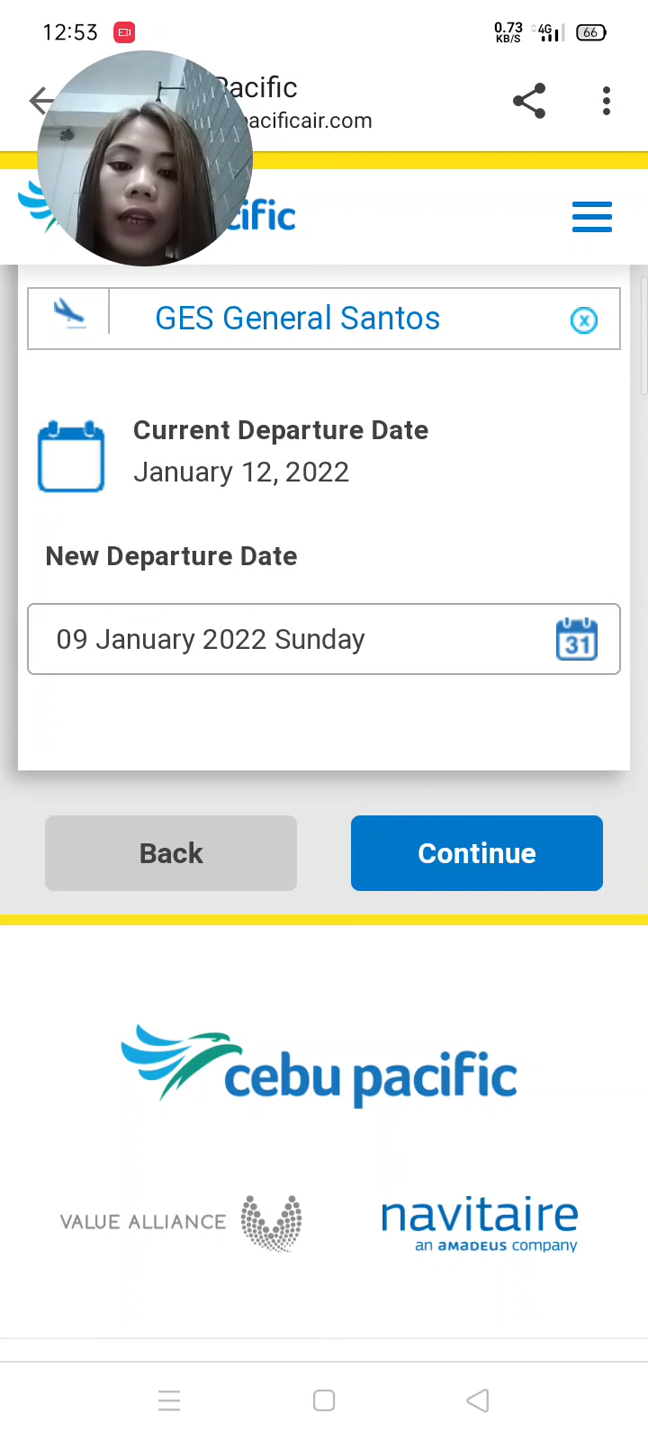 12:53
0.73
KB/S
4G
66
Pacific
pacificair.com
cific
GES General Santos
Current Departure Date
January 12, 2022
New Departure Date
09 January 2022 Sunday
31
Back
Continue
cebu pacific
VALUE ALLIANCE
navitaire
an amadeus company